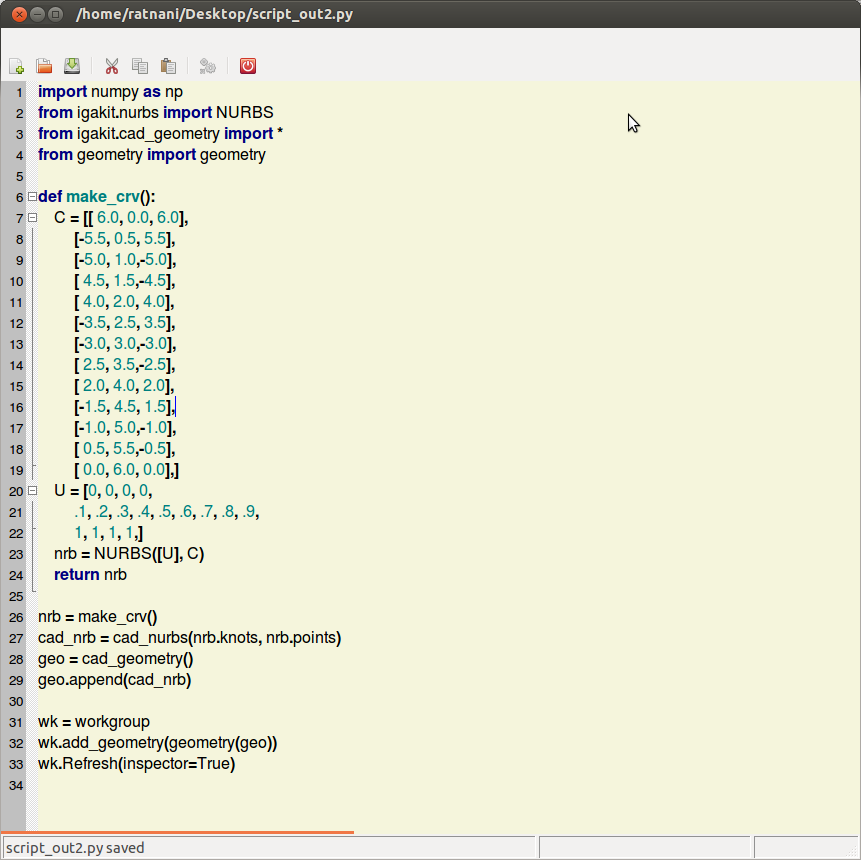 /home/ratnani/Desktop/script_out2.py
1 import numpy as np
2 from igakit.nurbs import NURBS
3 from igakit.cad_geometry import *
4 from geometry import geometry
5
6 def make_crv():
7 C = [[ 6.0, 0.0, 6.0],
8 [-5.5, 0.5, 5.5],
9 [-5.0, 1.0,-5.0],
10 [ 4.5, 1.5,-4.5],
11 [ 4.0, 2.0, 4.0],
12 [-3.5, 2.5, 3.5],
13 [-3.0, 3.0,-3.0],
14 [ 2.5, 3.5,-2.5],
15 [ 2.0, 4.0, 2.0],
16 [-1.5, 4.5, 1.5],
17 [-1.0, 5.0,-1.0],
18 [ 0.5, 5.5,-0.5],
19 [ 0.0, 6.0, 0.0],]
20 U = [0, 0, 0, 0,
21 .1, .2, .3, .4, .5, .6, .7, .8, .9,
22 1, 1, 1, 1,]
23 nrb = NURBS([U], C)
24 return nrb
25
26 nrb = make_crv()
27 cad_nrb = cad_nurbs(nrb.knots, nrb.points)
28 geo = cad_geometry()
29 geo.append(cad_nrb)
30
31 wk = workgroup
32 wk.add_geometry(geometry(geo))
33 wk.Refresh(inspector=True)
34
script_out2.py saved